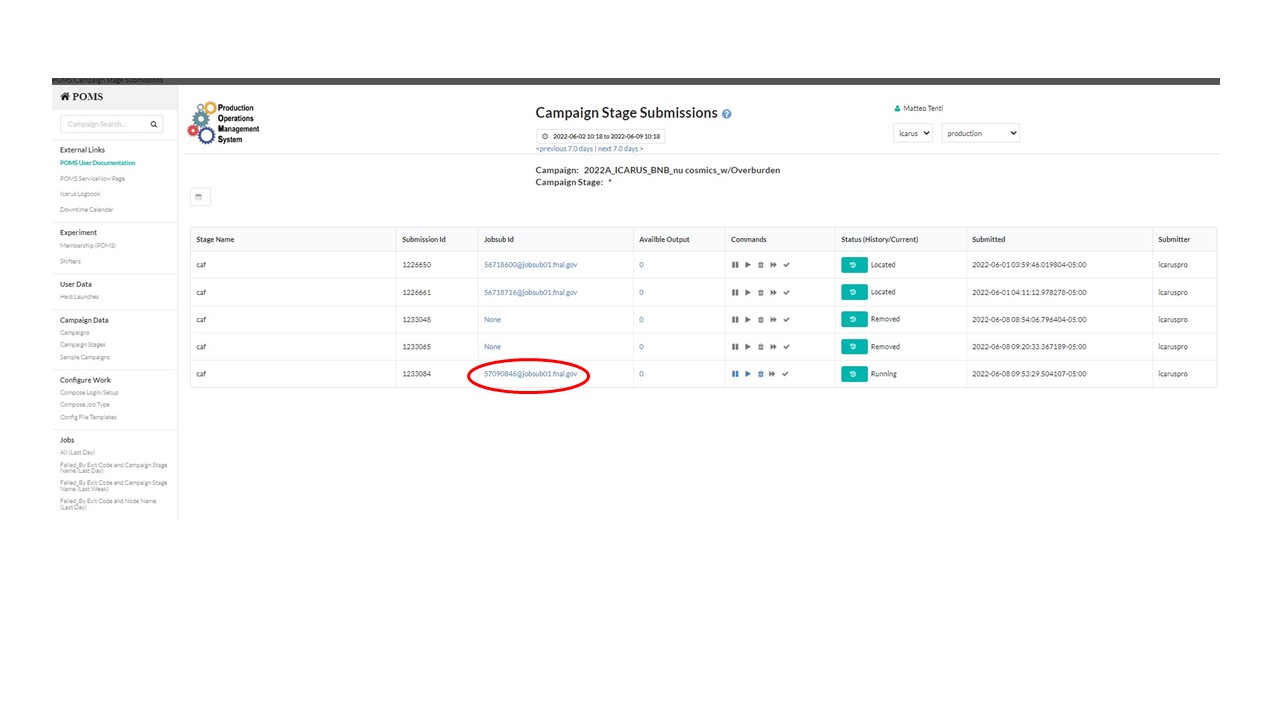 POMS Campaign Stage Submissions
POMS
Campaign Search...
External Links
POMS User Documentation
POMS ServiceNow Page
Icarus Logbook
Downtime Calendar
Experiment
Membership (POMS)
Shifters
User Data
Held Launches
Campaign Data
Campaigns
Campaign Stages
Sample Campaigns
Configure Work
Compose Login/Setup
Compose Job Type
Config File Templates
Jobs
All (Last Day)
Failed_By Exit Code and Campaign Stage
Name (Last Day)
Failed_By Exit Code and Campaign Stage
Name (Last Week)
Failed_By Exit Code and Node Name
(Last Day)
Production
Operations
Management
System
Campaign Stage Submissions ?
2022-06-02 10:18 to 2022-06-09 10:18
<previous 7.0 days | next 7.0 days >
Matteo Tenti
icarus production
Campaign: 2022A_ICARUS_BNB_nu cosmics_w/Overburden
Campaign Stage: *
Stage Name Submission Id Jobsub Id Availble Output Commands Status (History/Current) Submitted Submitter
caf 1226650 56718600@jobsub01.fnal.gov 0 Located 2022-06-01 03:59:46.019804-05:00 icaruspro
caf 1226661 56718716@jobsub01.fnal.gov 0 Located 2022-06-01 04:11:12.978278-05:00 icaruspro
caf 1233048 None 0 Removed 2022-06-08 08:54:06.796404-05:00 icaruspro
caf 1233065 None 0 Removed 2022-06-08 09:20:33.367189-05:00 icaruspro
caf 1233084 57090846@jobsub01.fnal.gov 0 Running 2022-06-08 09:53:29.504107-05:00 icaruspro